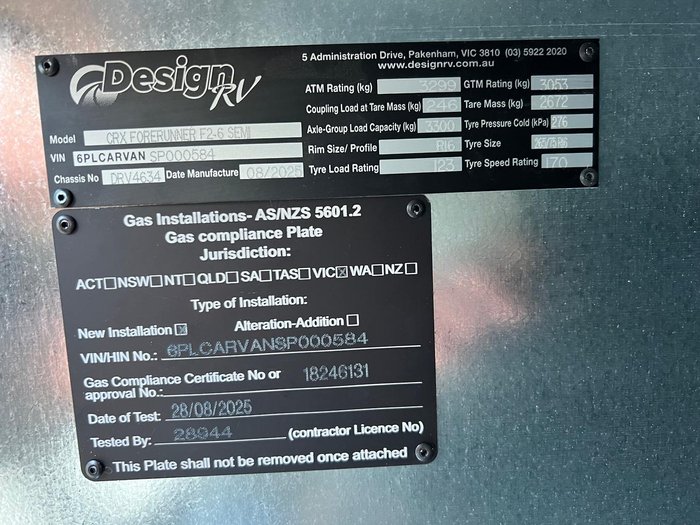 Design RV
5 Administration Drive, Pakenham, VIC 3810 (03) 5922 2020
www.designrv.com.au
ATM Rating (kg) 3299 GTM Rating (kg) 3053
Coupling Load at Tare Mass (kg) 246 Tare Mass (kg) 2672
Model CRX FORERUNNER F2-6 SEMI Axle-Group Load Capacity (kg) 3300 Tyre Pressure Cold (kPa) 276
VIN 6PLCARVAN SP000584 Rim Size/ Profile R16 Tyre Size
Chassis No DRV4634 Date Manufacture 08/2025 Tyre Load Rating 123 Tyre Speed Rating 170
Gas Installations- AS/NZS 5601.2
Gas compliance Plate
Jurisdiction:
ACT☐NSW☐NT☐QLD☐SA☐TAS☐VIC☒WA☐NZ☐
Type of Installation:
New Installation☒ Alteration-Addition☐
VIN/HIN No.: 6PLCARVANSP000584
Gas Compliance Certificate No or 18246131
approval No.:
Date of Test: 28/08/2025
Tested By: 28944 (contractor Licence No)
This Plate shall not be removed once attached